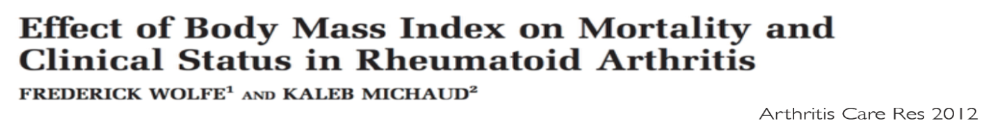 Effect of Body Mass Index on Mortality and
Clinical Status in Rheumatoid Arthritis
FREDERICK WOLFE¹ AND KALEB MICHAUD²
Arthritis Care Res 2012